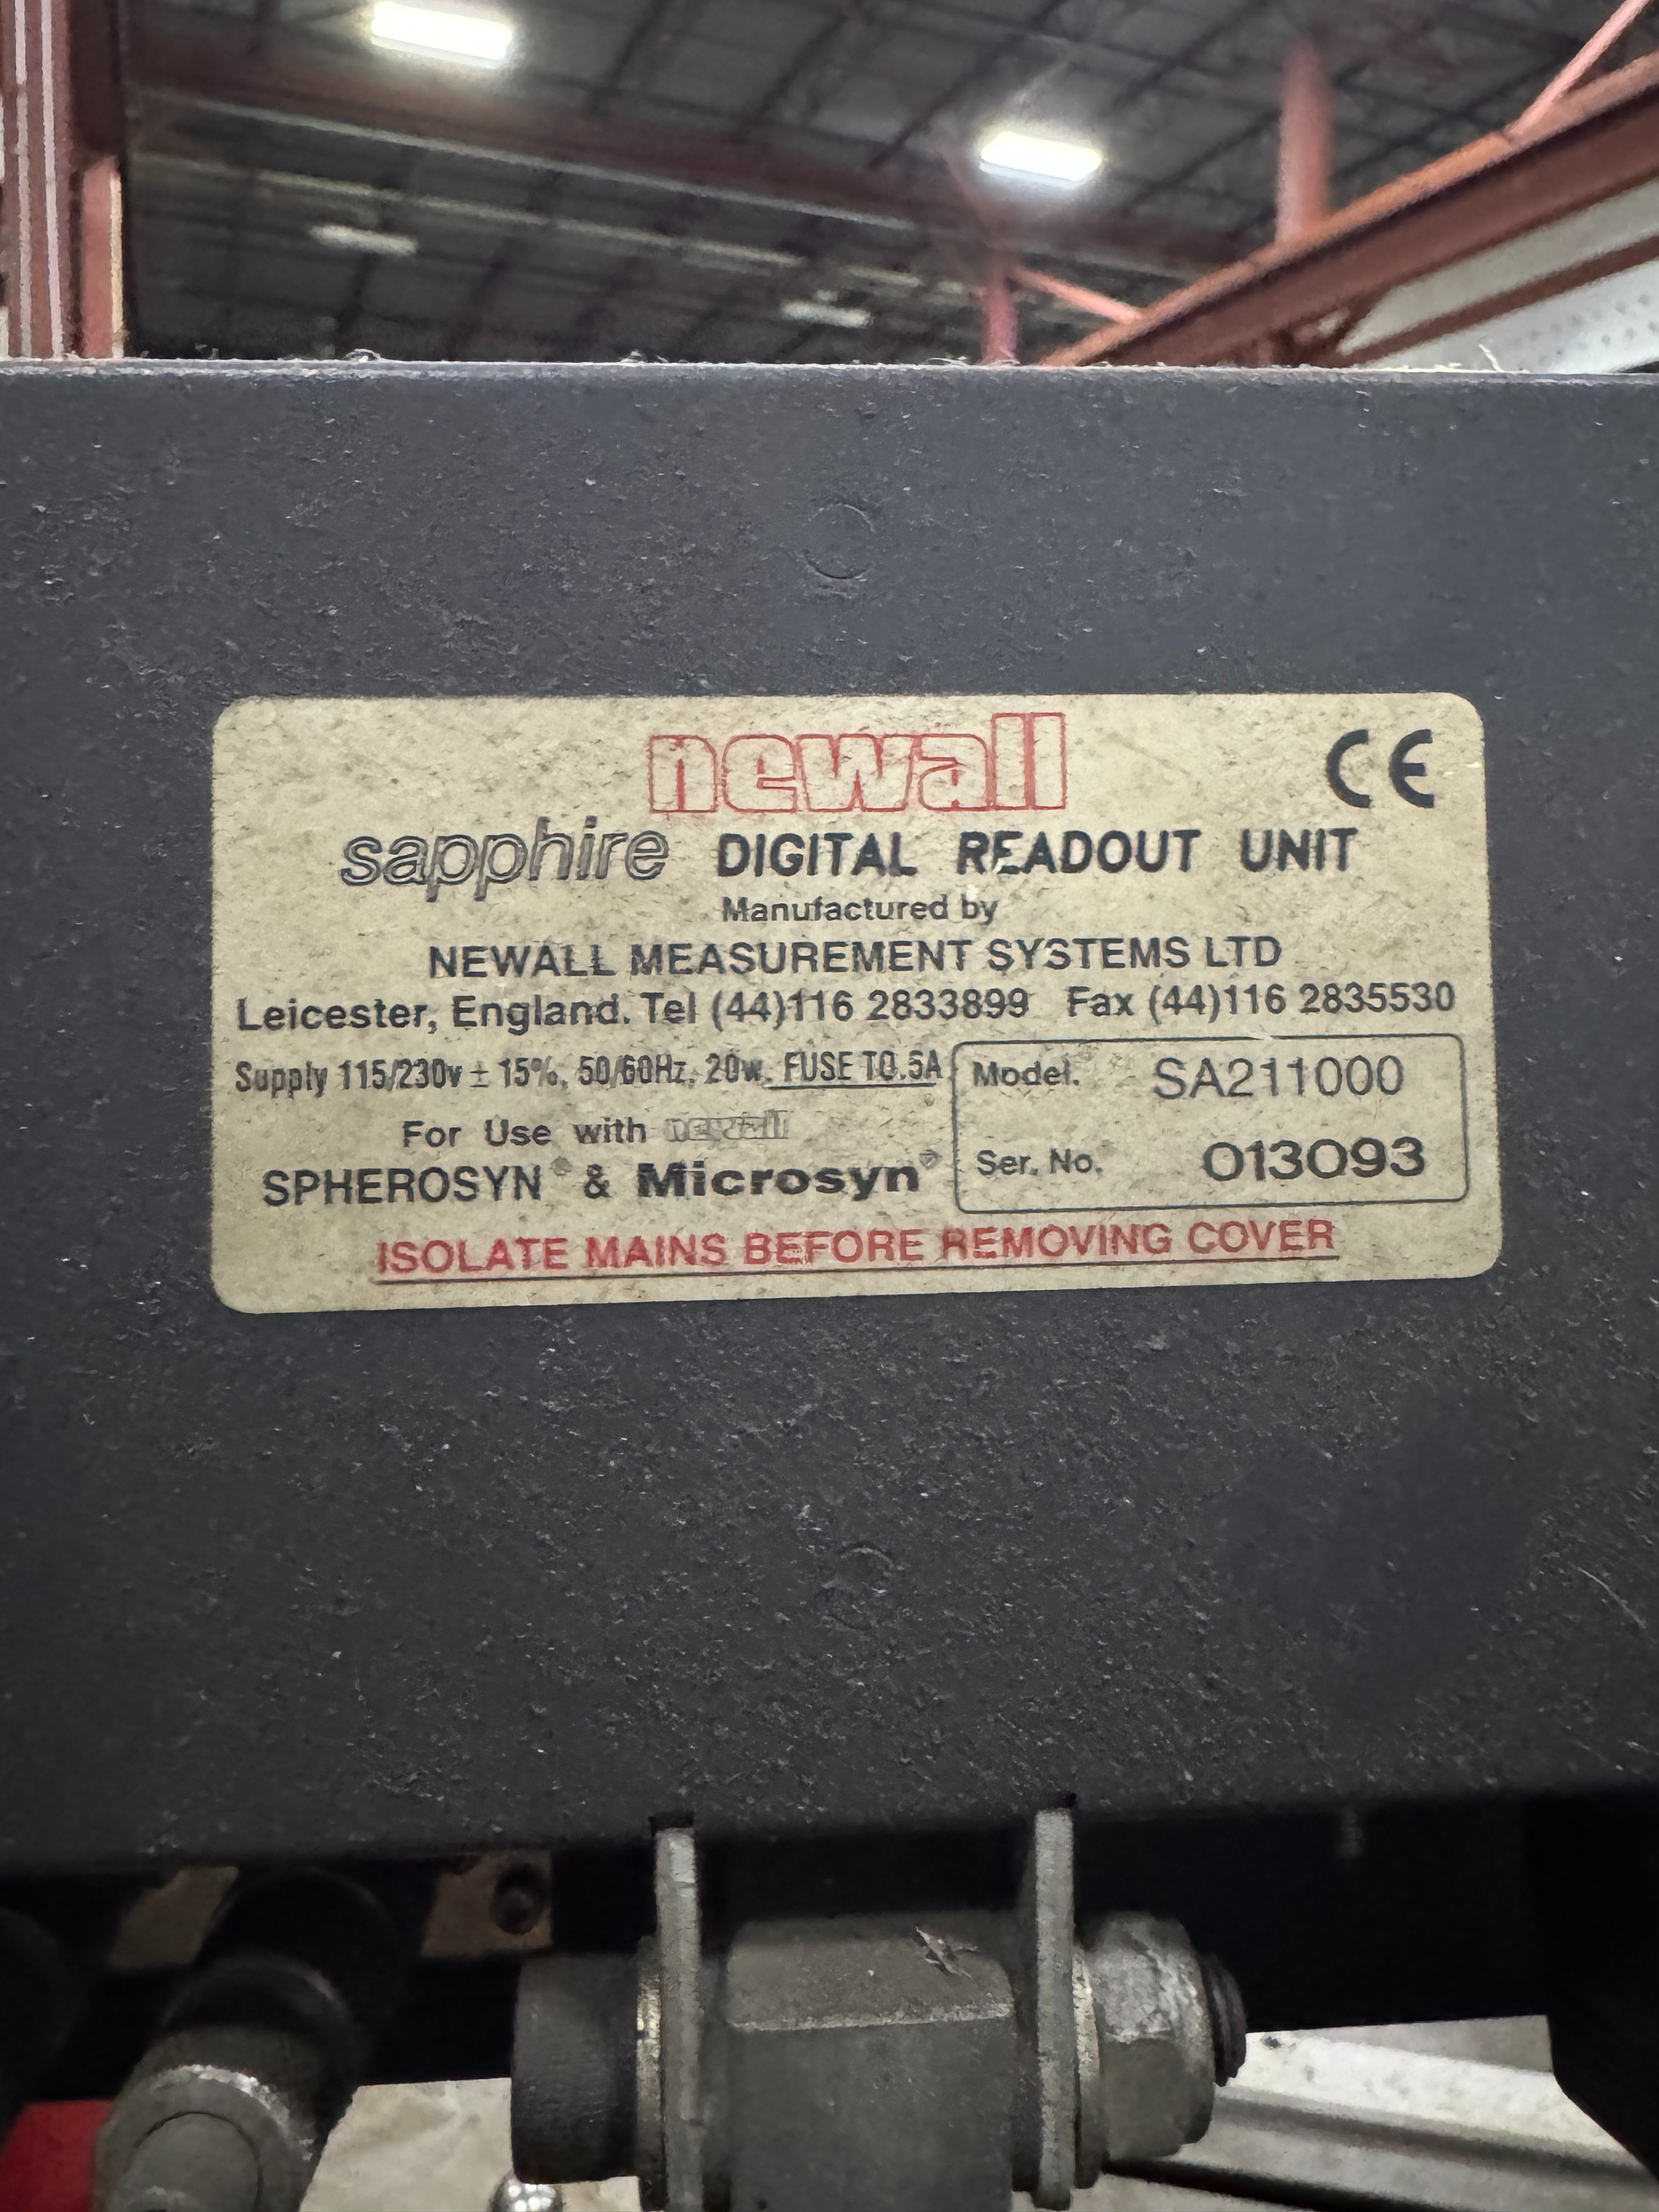 newall
CE
sapphire DIGITAL READOUT UNIT
Manufactured by
NEWALL MEASUREMENT SYSTEMS LTD
Leicester, England. Tel (44)116 2833899 Fax (44)116 2835530
Supply 115/230v ± 15%, 50/60Hz, 20w. FUSE T0.5A
For Use with newall
SPHEROSYN® & Microsyn®
Model. SA211000
Ser. No. 013093
ISOLATE MAINS BEFORE REMOVING COVER